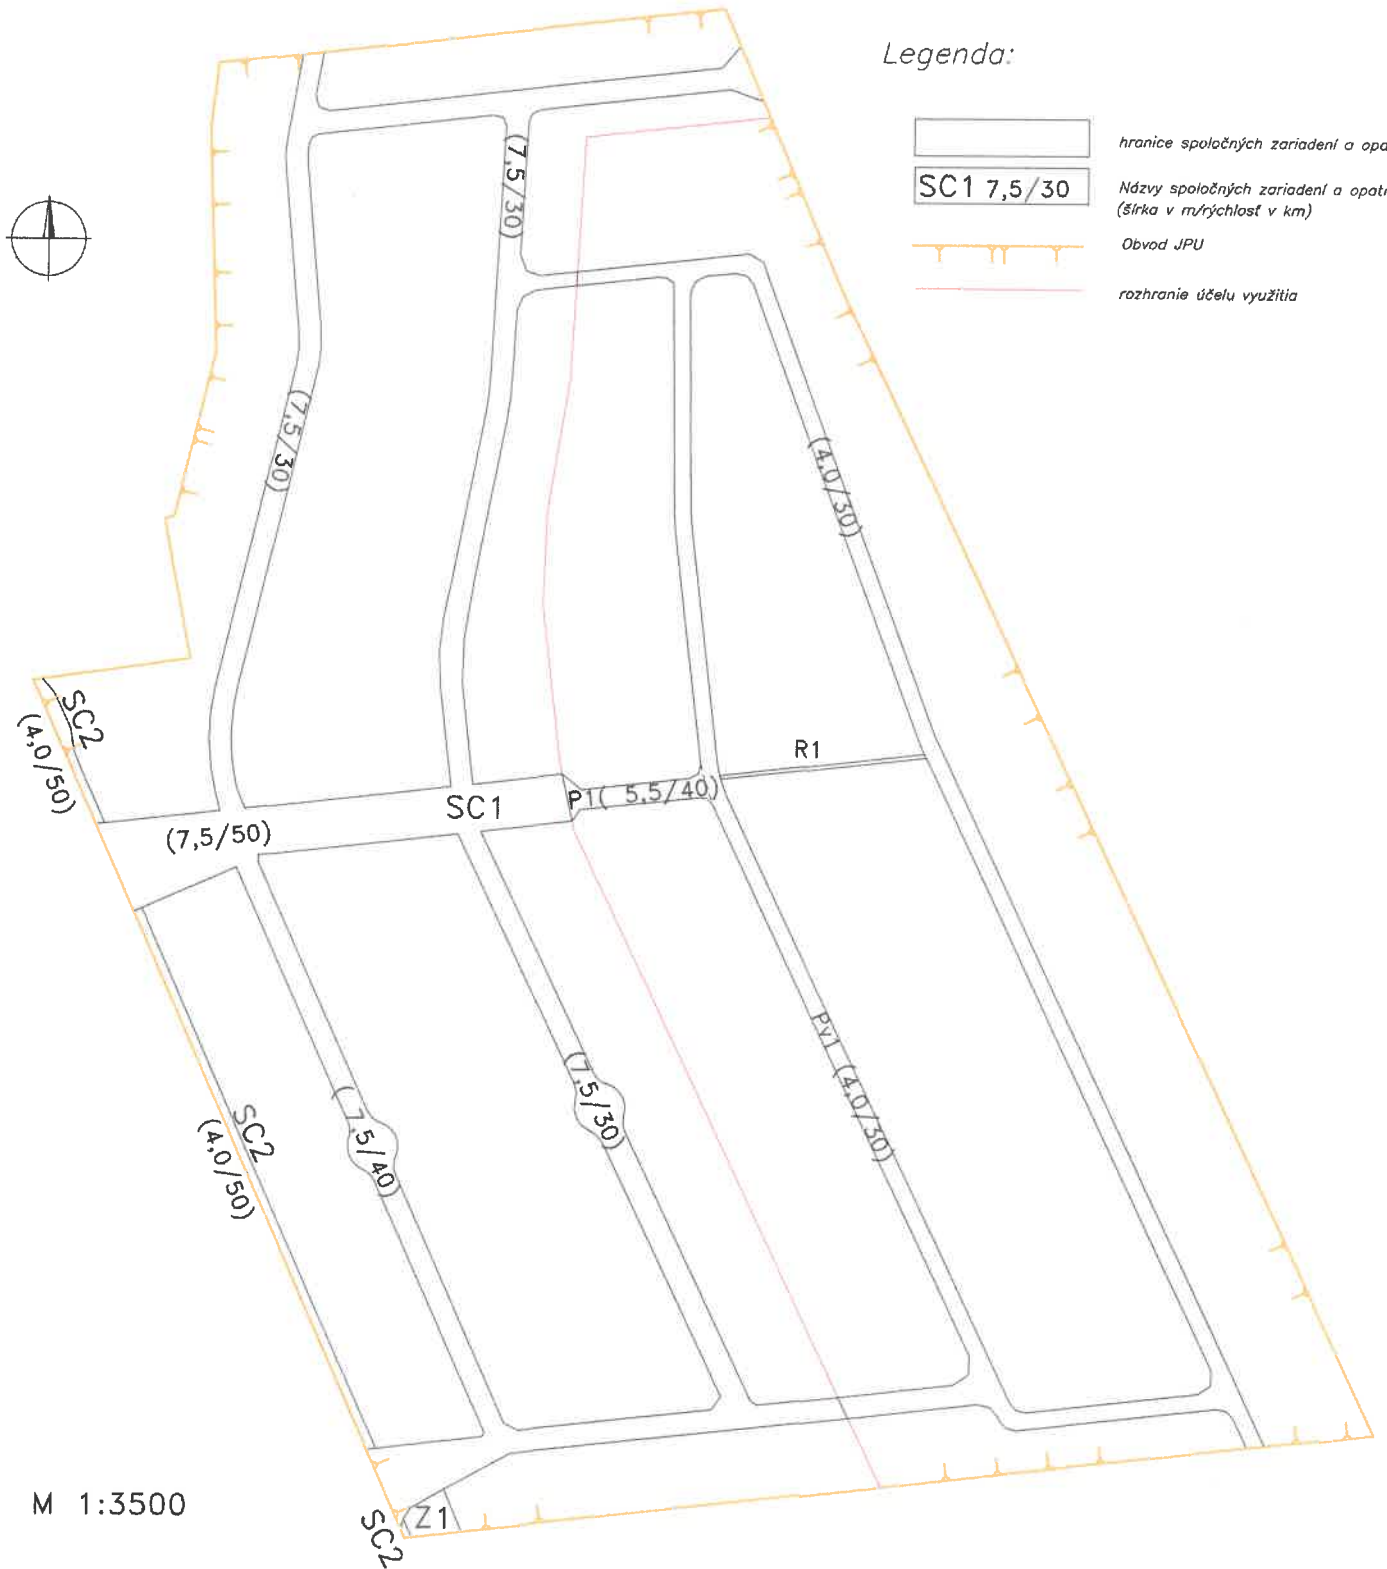 Legenda:
hranice spoločných zariadení a opa
SC1 7,5/30
Názvy spoločných zariadení a opatr
(šírka v m/rýchlosť v km)
Obvod JPU
rozhranie účelu využitia
(7,5/30)
(7,5/30)
(4,0/30)
SC2
(4,0/50)
R1
P1( 5,5/40)
SC1
(7,5/50)
Pv1 (4,0/30)
(7,5/30)
( 7,5/40)
SC2
(4,0/50)
M 1:3500
Z1
SC2